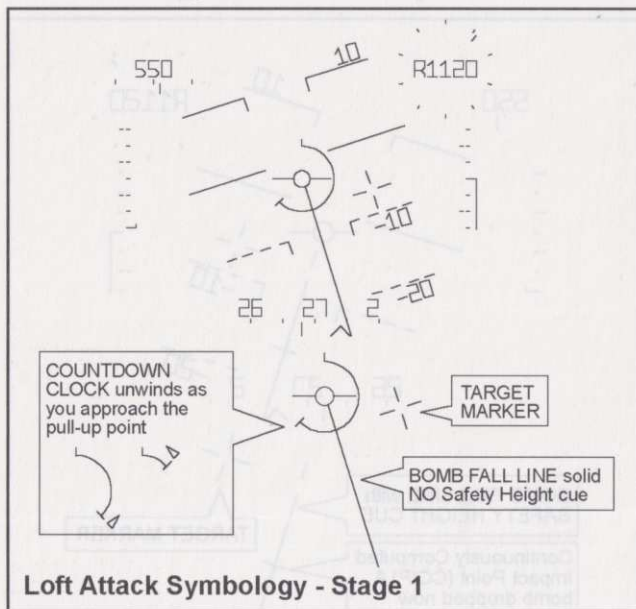 550
10
R1120
-10
-20
26 27 2
COUNTDOWN
CLOCK unwinds as
you approach the
pull-up point
TARGET
MARKER
BOMB FALL LINE solid
NO Safety Height cue
Loft Attack Symbology - Stage 1